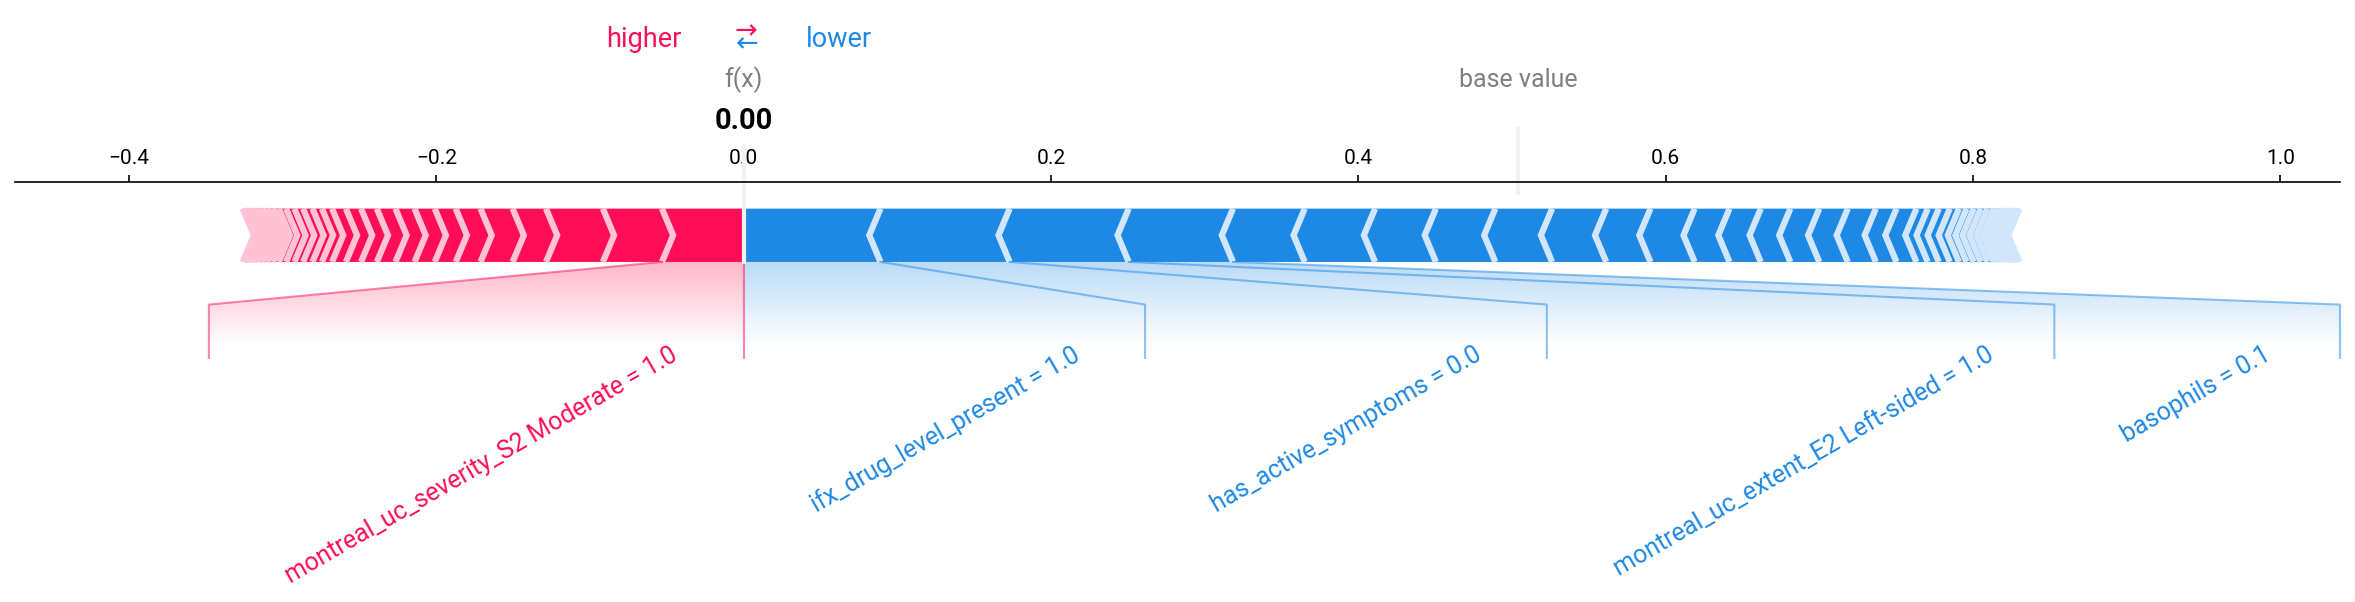 higher ⇄ lower
f(x) base value
0.00
−0.4 −0.2 0.0 0.2 0.4 0.6 0.8 1.0
montreal_uc_severity_S2 Moderate = 1.0
ifx_drug_level_present = 1.0
has_active_symptoms = 0.0
montreal_uc_extent_E2 Left-sided = 1.0
basophils = 0.1